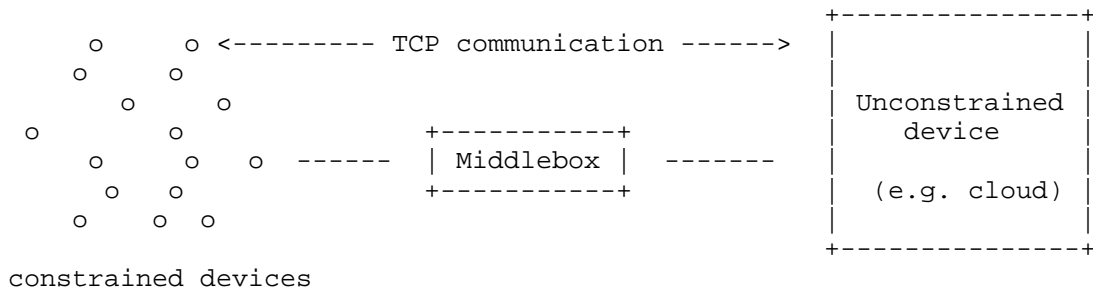 TCP communication
Unconstrained
device
Middlebox
(e.g. cloud)
constrained devices